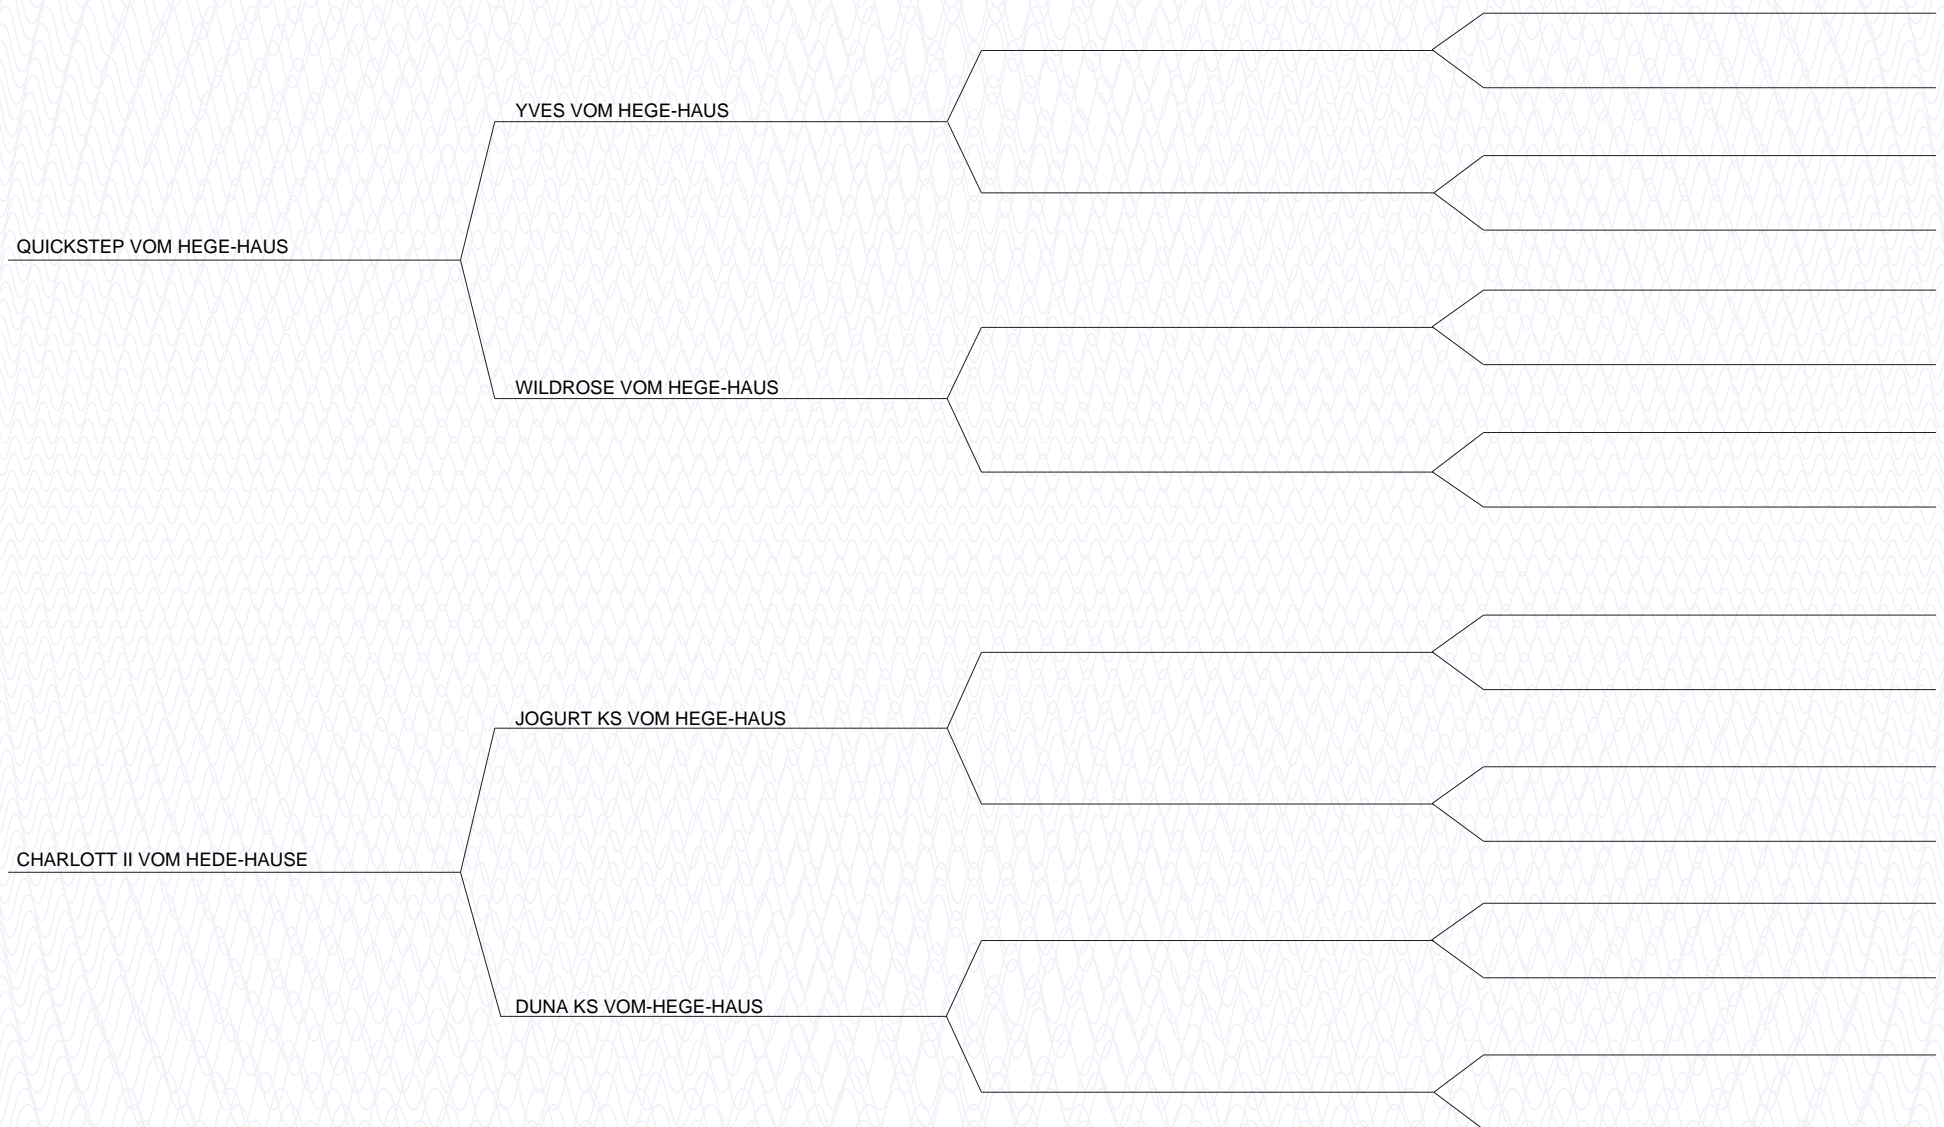 YVES VOM HEGE-HAUS
QUICKSTEP VOM HEGE-HAUS
WILDROSE VOM HEGE-HAUS
JOGURT KS VOM HEGE-HAUS
CHARLOTT II VOM HEDE-HAUSE
DUNA KS VOM-HEGE-HAUS